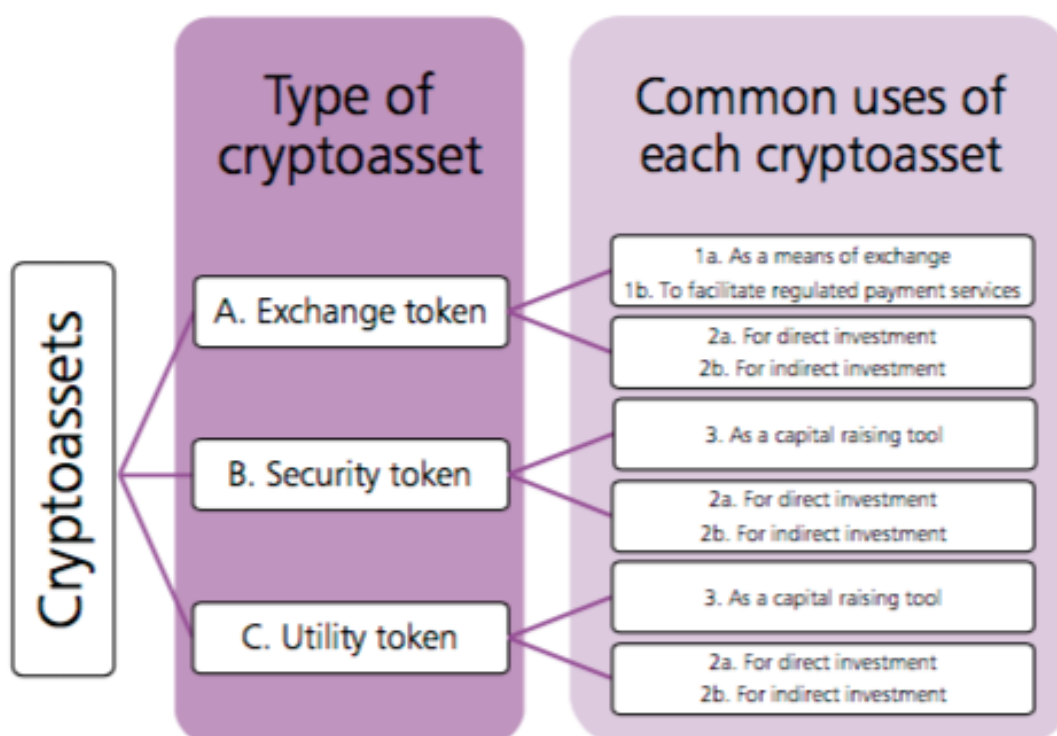 Cryptoassets
Type of
cryptoasset
A. Exchange token
B. Security token
C. Utility token
Common uses of
each cryptoasset
1a. As a means of exchange
1b. To facilitate regulated payment services
2a. For direct investment
2b. For indirect investment
3. As a capital raising tool
2a. For direct investment
2b. For indirect investment
3. As a capital raising tool
2a. For direct investment
2b. For indirect investment